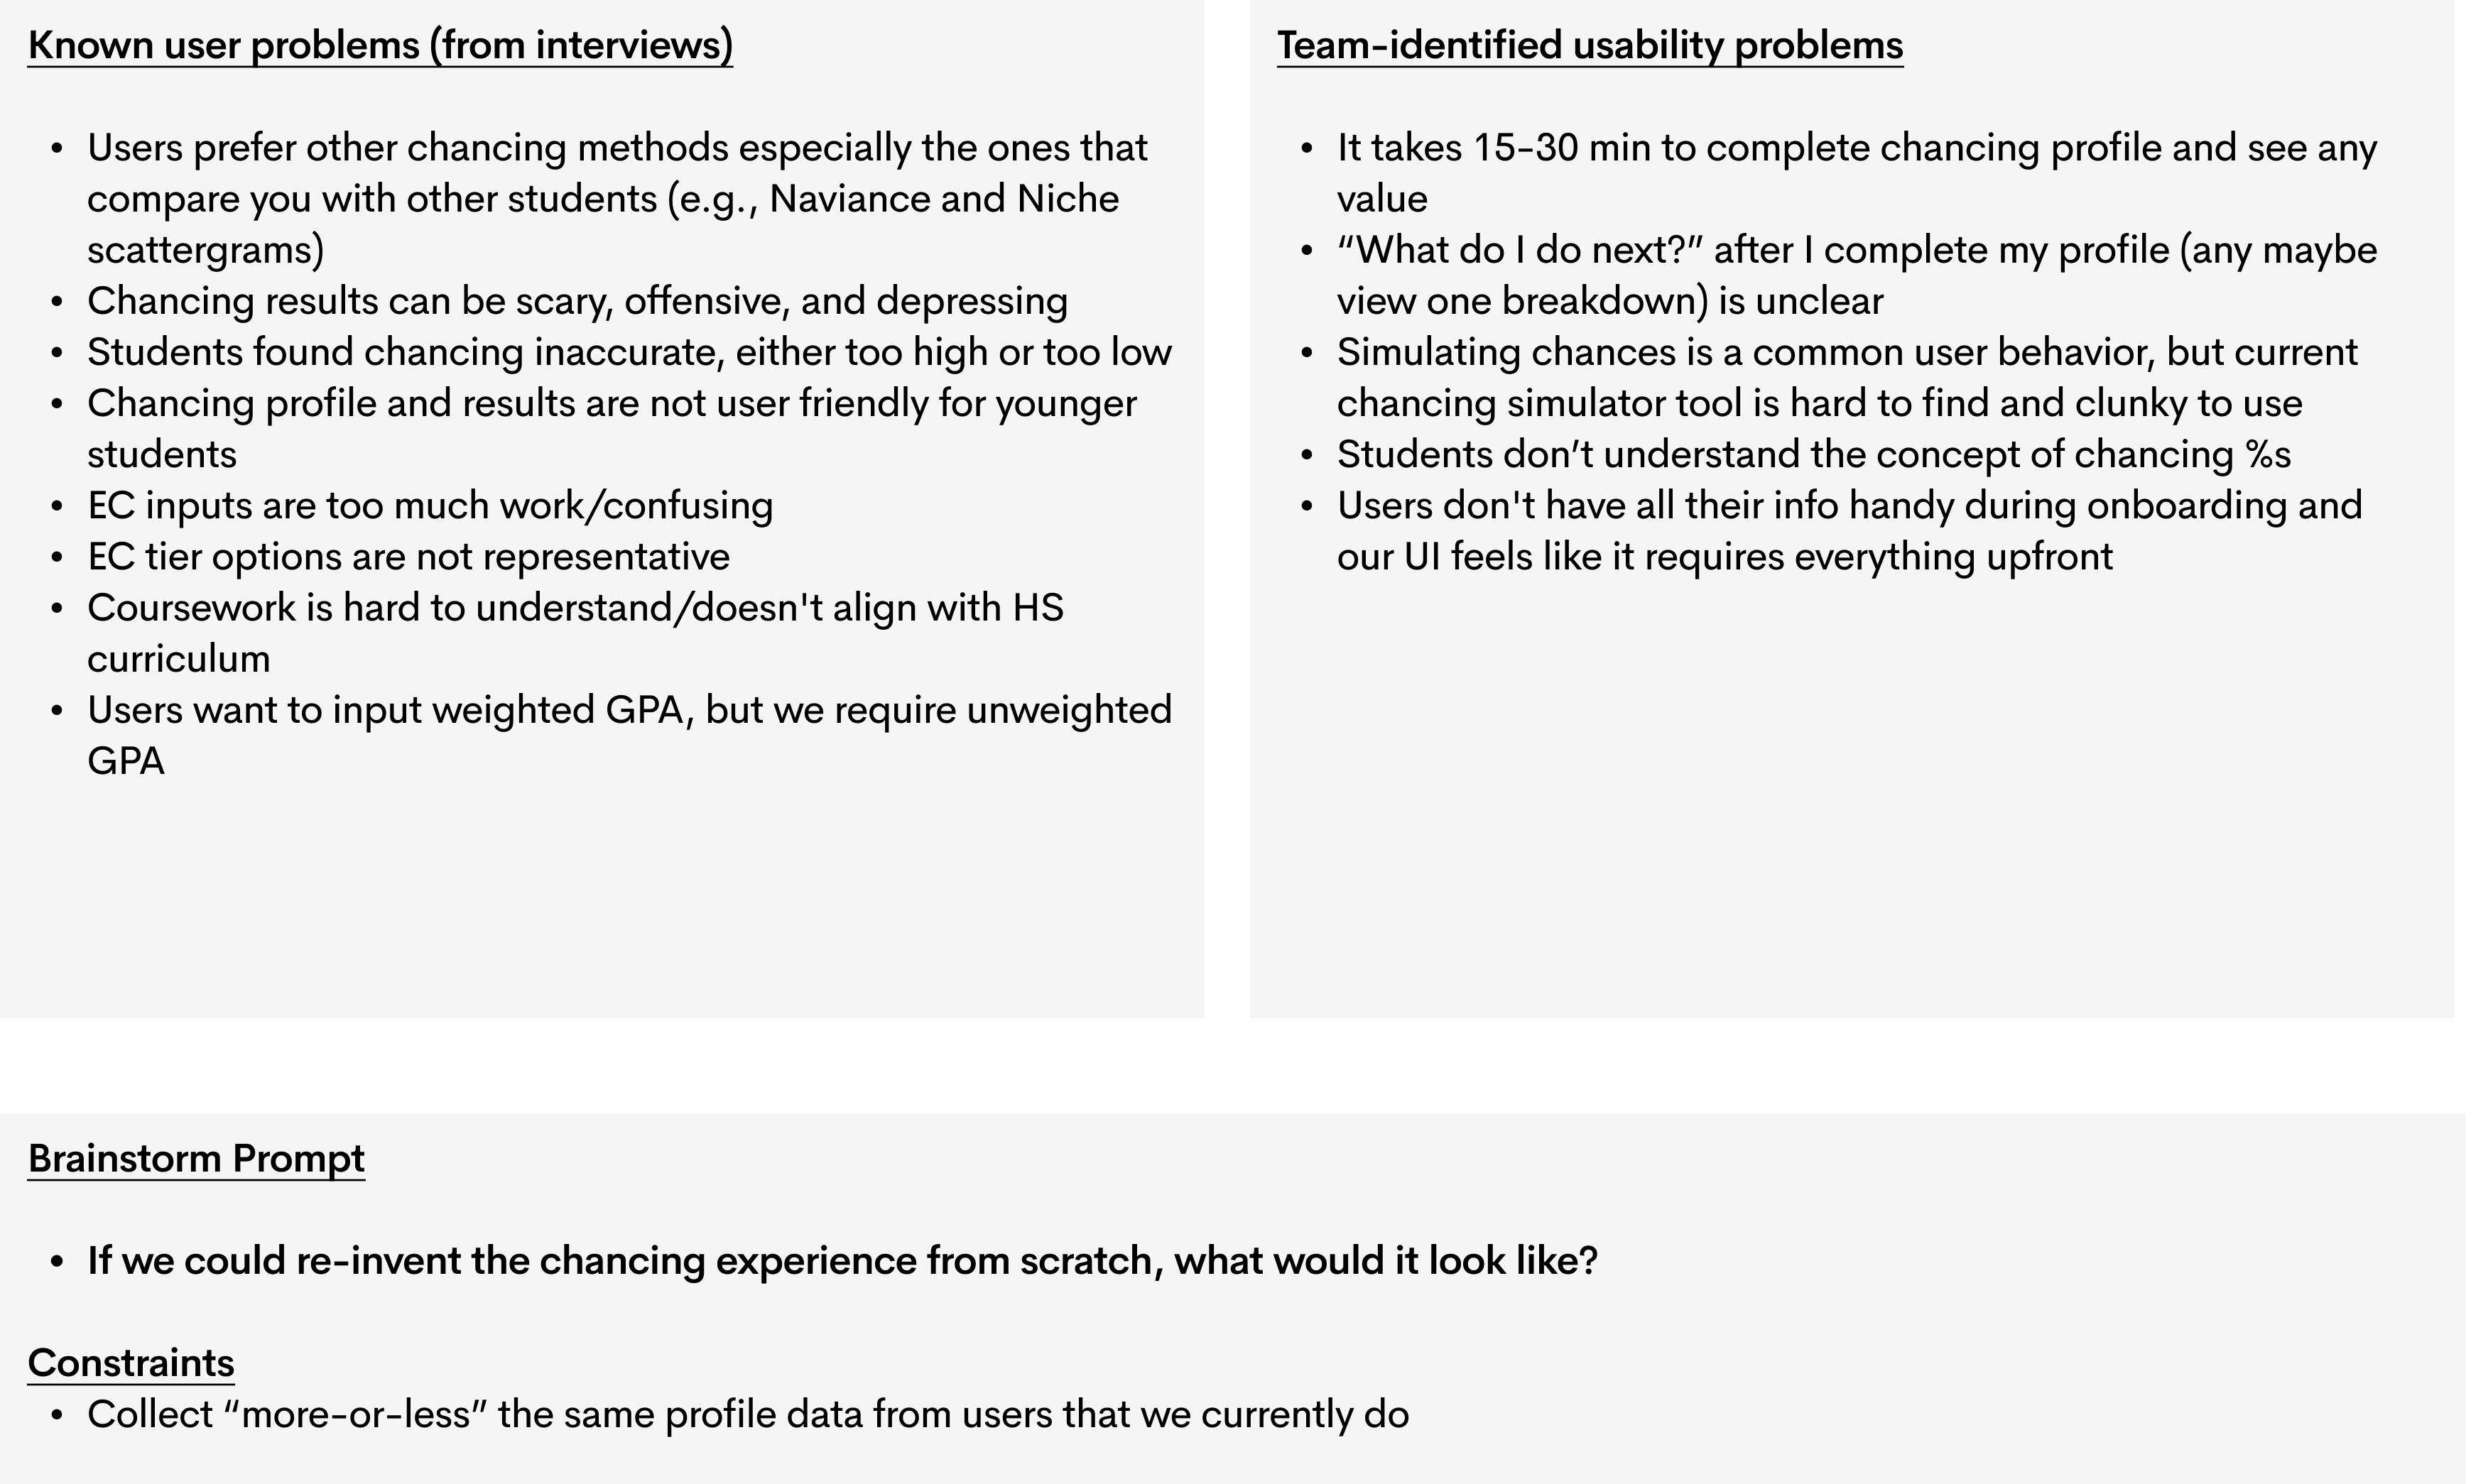 Known user problems (from interviews)
• Users prefer other chancing methods especially the ones that
compare you with other students (e.g., Naviance and Niche
scattergrams)
• Chancing results can be scary, offensive, and depressing
• Students found chancing inaccurate, either too high or too low
• Chancing profile and results are not user friendly for younger
students
• EC inputs are too much work/confusing
• EC tier options are not representative
• Coursework is hard to understand/doesn't align with HS
curriculum
• Users want to input weighted GPA, but we require unweighted
GPA
Team-identified usability problems
• It takes 15-30 min to complete chancing profile and see any
value
• “What do I do next?” after I complete my profile (any maybe
view one breakdown) is unclear
• Simulating chances is a common user behavior, but current
chancing simulator tool is hard to find and clunky to use
• Students don’t understand the concept of chancing %s
• Users don't have all their info handy during onboarding and
our UI feels like it requires everything upfront
Brainstorm Prompt
• If we could re-invent the chancing experience from scratch, what would it look like?
Constraints
• Collect “more-or-less” the same profile data from users that we currently do